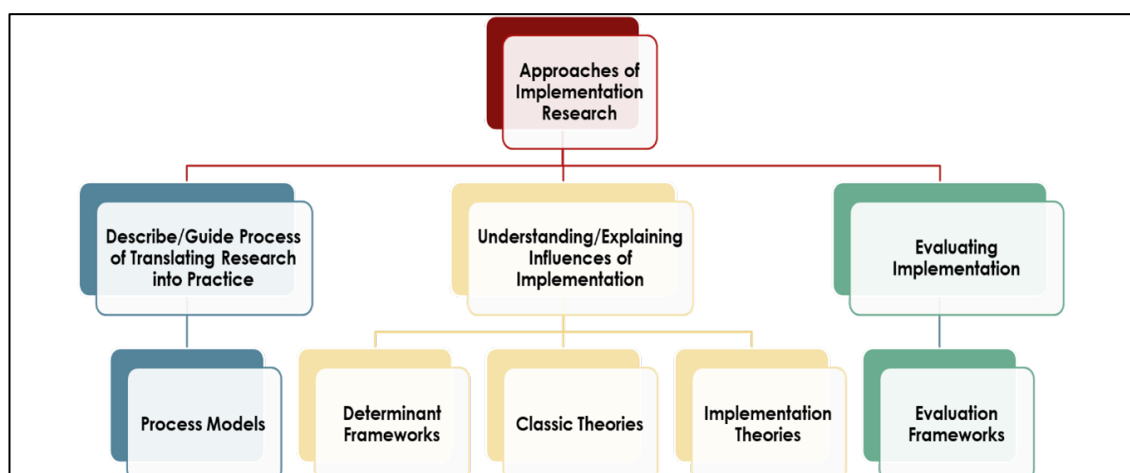 Approaches of
Implementation
Research
Describe/Guide Process
of Translating Research
into Practice
Understanding/Explaining
Influences of
Implementation
Evaluating
Implementation
Process Models
Determinant
Frameworks
Classic Theories
Implementation
Theories
Evaluation
Frameworks